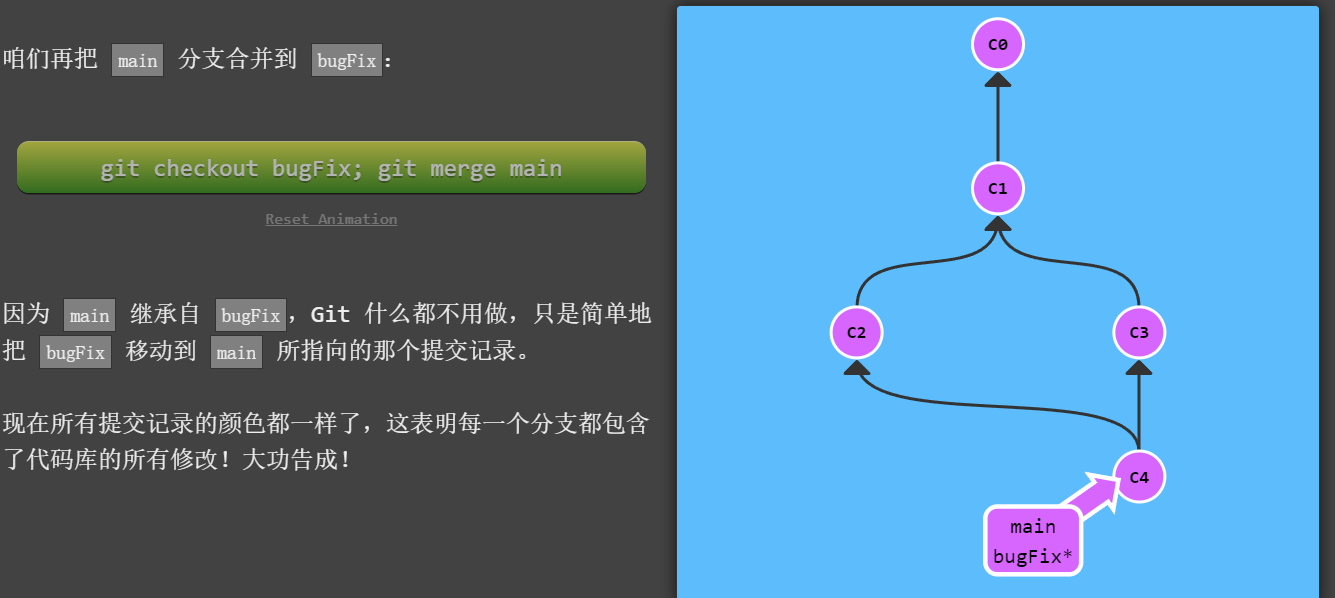 咱们再把 main 分支合并到 bugFix:
git checkout bugFix; git merge main
Reset Animation
因为 main 继承自 bugFix，Git 什么都不用做，只是简单地
把 bugFix 移动到 main 所指向的那个提交记录。
现在所有提交记录的颜色都一样了，这表明每一个分支都包含
了代码库的所有修改！大功告成！
C0
C1
C2
C3
C4
main
bugFix*